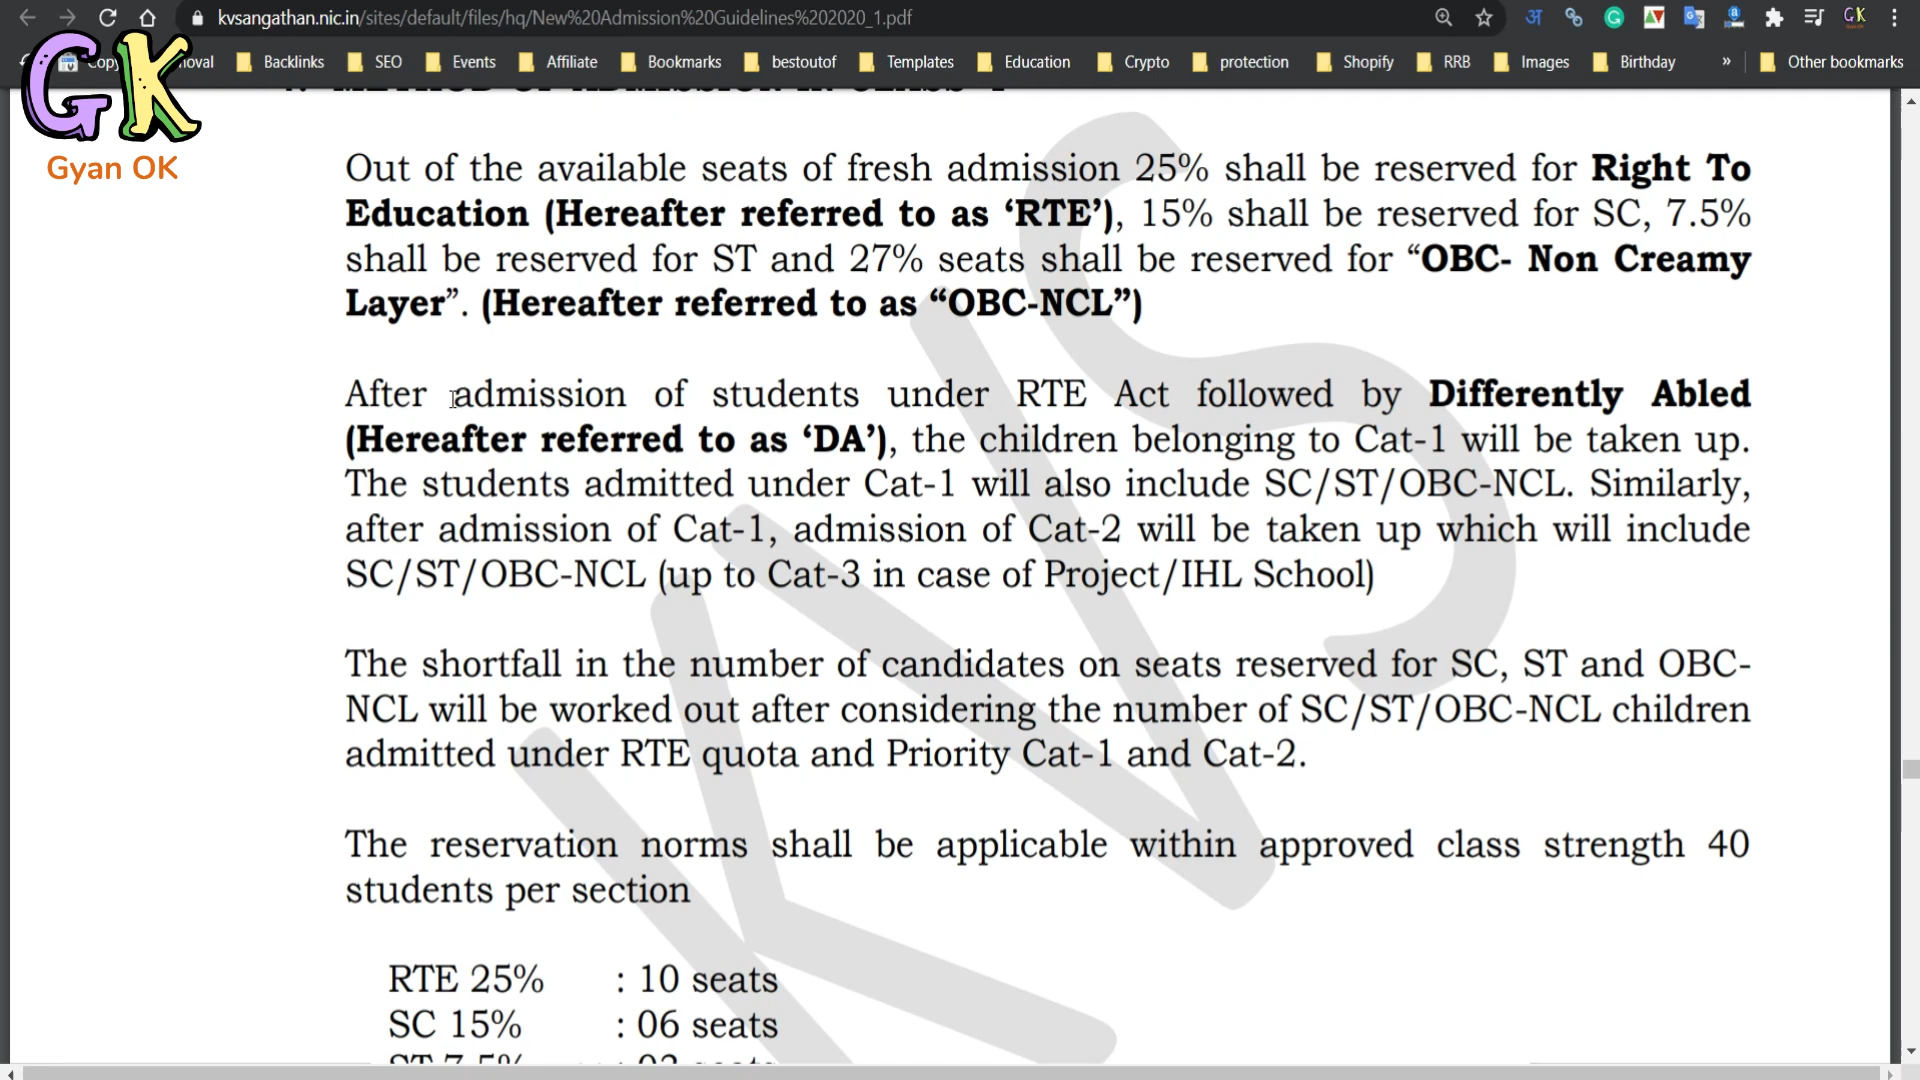 kvsangathan.nic.in/sites/default/files/hq/New%20Admission%20Guidelines%202020_1.pdf
Backlinks SEO Events Affiliate Bookmarks bestoutof Templates Education Crypto protection Shopify RRB Images Birthday » Other bookmarks
GK
Gyan OK
METHOD OF ADMISSION IN CLASS-I
Out of the available seats of fresh admission 25% shall be reserved for Right To
Education (Hereafter referred to as ‘RTE’), 15% shall be reserved for SC, 7.5%
shall be reserved for ST and 27% seats shall be reserved for “OBC- Non Creamy
Layer”. (Hereafter referred to as “OBC-NCL”)
After admission of students under RTE Act followed by Differently Abled
(Hereafter referred to as ‘DA’), the children belonging to Cat-1 will be taken up.
The students admitted under Cat-1 will also include SC/ST/OBC-NCL. Similarly,
after admission of Cat-1, admission of Cat-2 will be taken up which will include
SC/ST/OBC-NCL (up to Cat-3 in case of Project/IHL School)
The shortfall in the number of candidates on seats reserved for SC, ST and OBC-
NCL will be worked out after considering the number of SC/ST/OBC-NCL children
admitted under RTE quota and Priority Cat-1 and Cat-2.
The reservation norms shall be applicable within approved class strength 40
students per section
RTE 25% : 10 seats
SC 15% : 06 seats
ST 7.5% : 03 seats
KVS